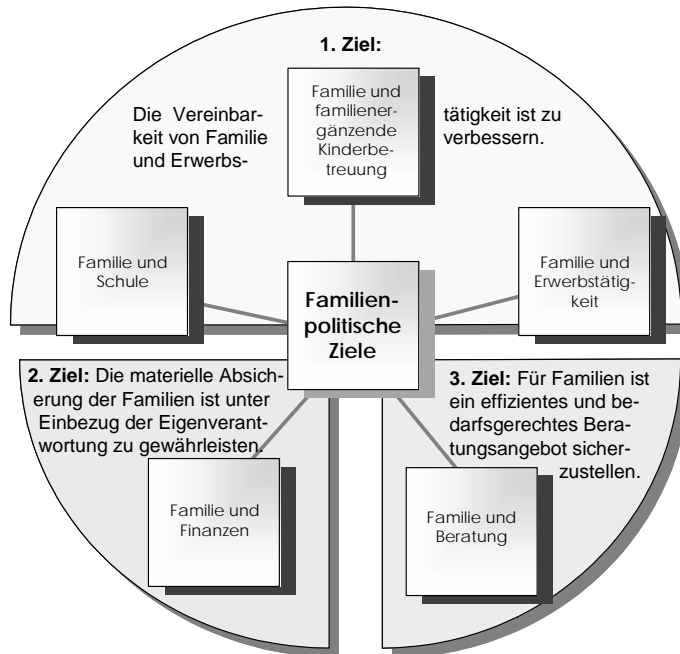 1. Ziel:
Die Vereinbar-
keit von Familie
und Erwerbs-
tätigkeit ist zu
verbessern.
Familie und
familiener-
gänzende
Kinderbe-
treuung
Familie und
Schule
Familie und
Erwerbstätig-
keit
Familien-
politische
Ziele
2. Ziel: Die materielle Absich-
erung der Familien ist unter
Einbezug der Eigenverant-
wortung zu gewährleisten.
3. Ziel: Für Familien ist
ein effizientes und be-
darfsgerechtes Bera-
tungsangebot sicher-
zustellen.
Familie und
Finanzen
Familie und
Beratung